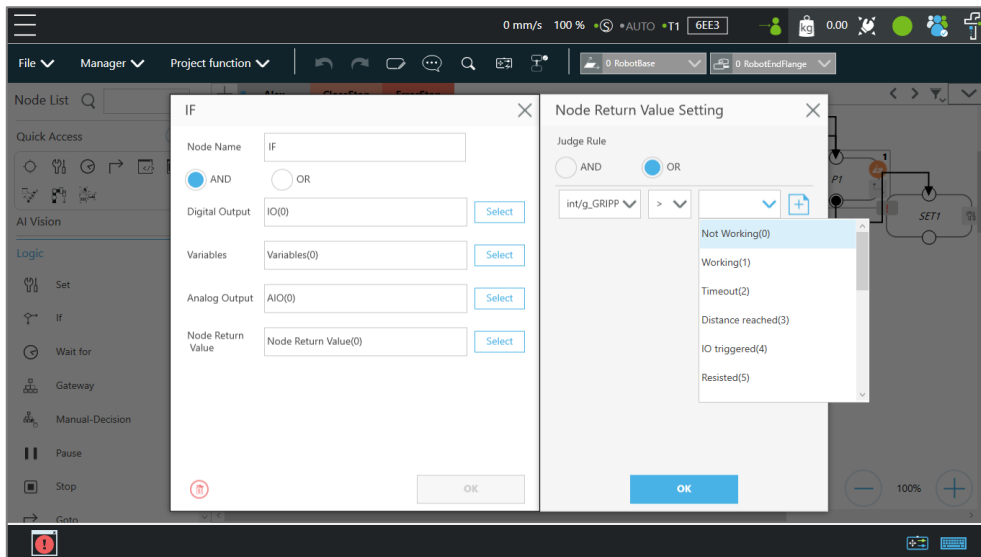 0 mm/s 100 % •Ⓢ •AUTO •T1 6EE3 kg 0.00
File Manager Project function 0 RobotBase 0 RobotEndFlange
Node List
Quick Access
AI Vision
Logic
Set
If
Wait for
Gateway
Manual-Decision
Pause
Stop
Goto
IF
Node Name IF
AND OR
Digital Output IO(0) Select
Variables Variables(0) Select
Analog Output AIO(0) Select
Node Return
Value Node Return Value(0) Select
OK
Node Return Value Setting
Judge Rule
AND OR
int/g_GRIPP >
Not Working(0)
Working(1)
Timeout(2)
Distance reached(3)
IO triggered(4)
Resisted(5)
OK
1
P1
SET1
100%